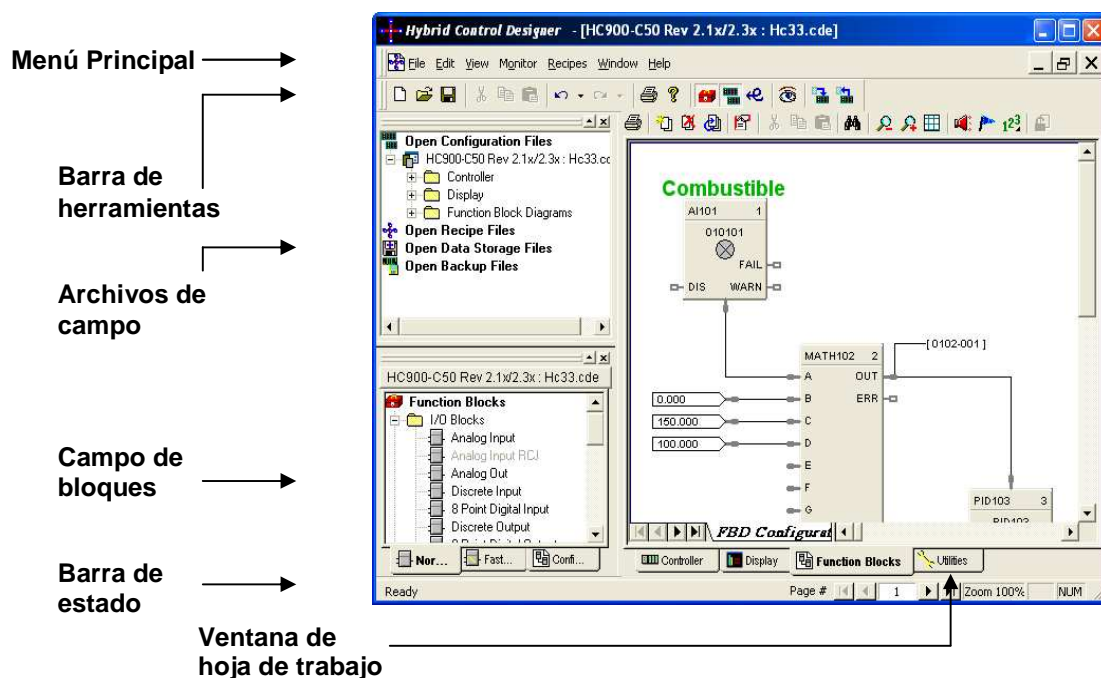 Hybrid Control Designer - [HC900-C50 Rev 2.1x/2.3x : Hc33.cde]
Menú Principal
File Edit View Monitor Recipes Window Help
Barra de
herramientas
Archivos de
campo
Open Configuration Files
HC900-C50 Rev 2.1x/2.3x : Hc33.cc
Controller
Display
Function Block Diagrams
Open Recipe Files
Open Data Storage Files
Open Backup Files
123
Combustible
AI101 1
010101
FAIL
DIS WARN
[ 0102-001 ]
MATH102 2
A OUT
0.000 B ERR
150.000 C
100.000 D
E
F
G
PID103 3
PID103
HC900-C50 Rev 2.1x/2.3x : Hc33.cde
Function Blocks
I/O Blocks
Analog Input
Analog Input RCJ
Analog Out
Discrete Input
8 Point Digital Input
Discrete Output
8 Point Digital Output
Campo de
bloques
FBD Configurat
Nor... Fast... Confi...
Controller Display Function Blocks Utilities
Barra de
estado
Ready Page # 1 Zoom 100% NUM
Ventana de
hoja de trabajo